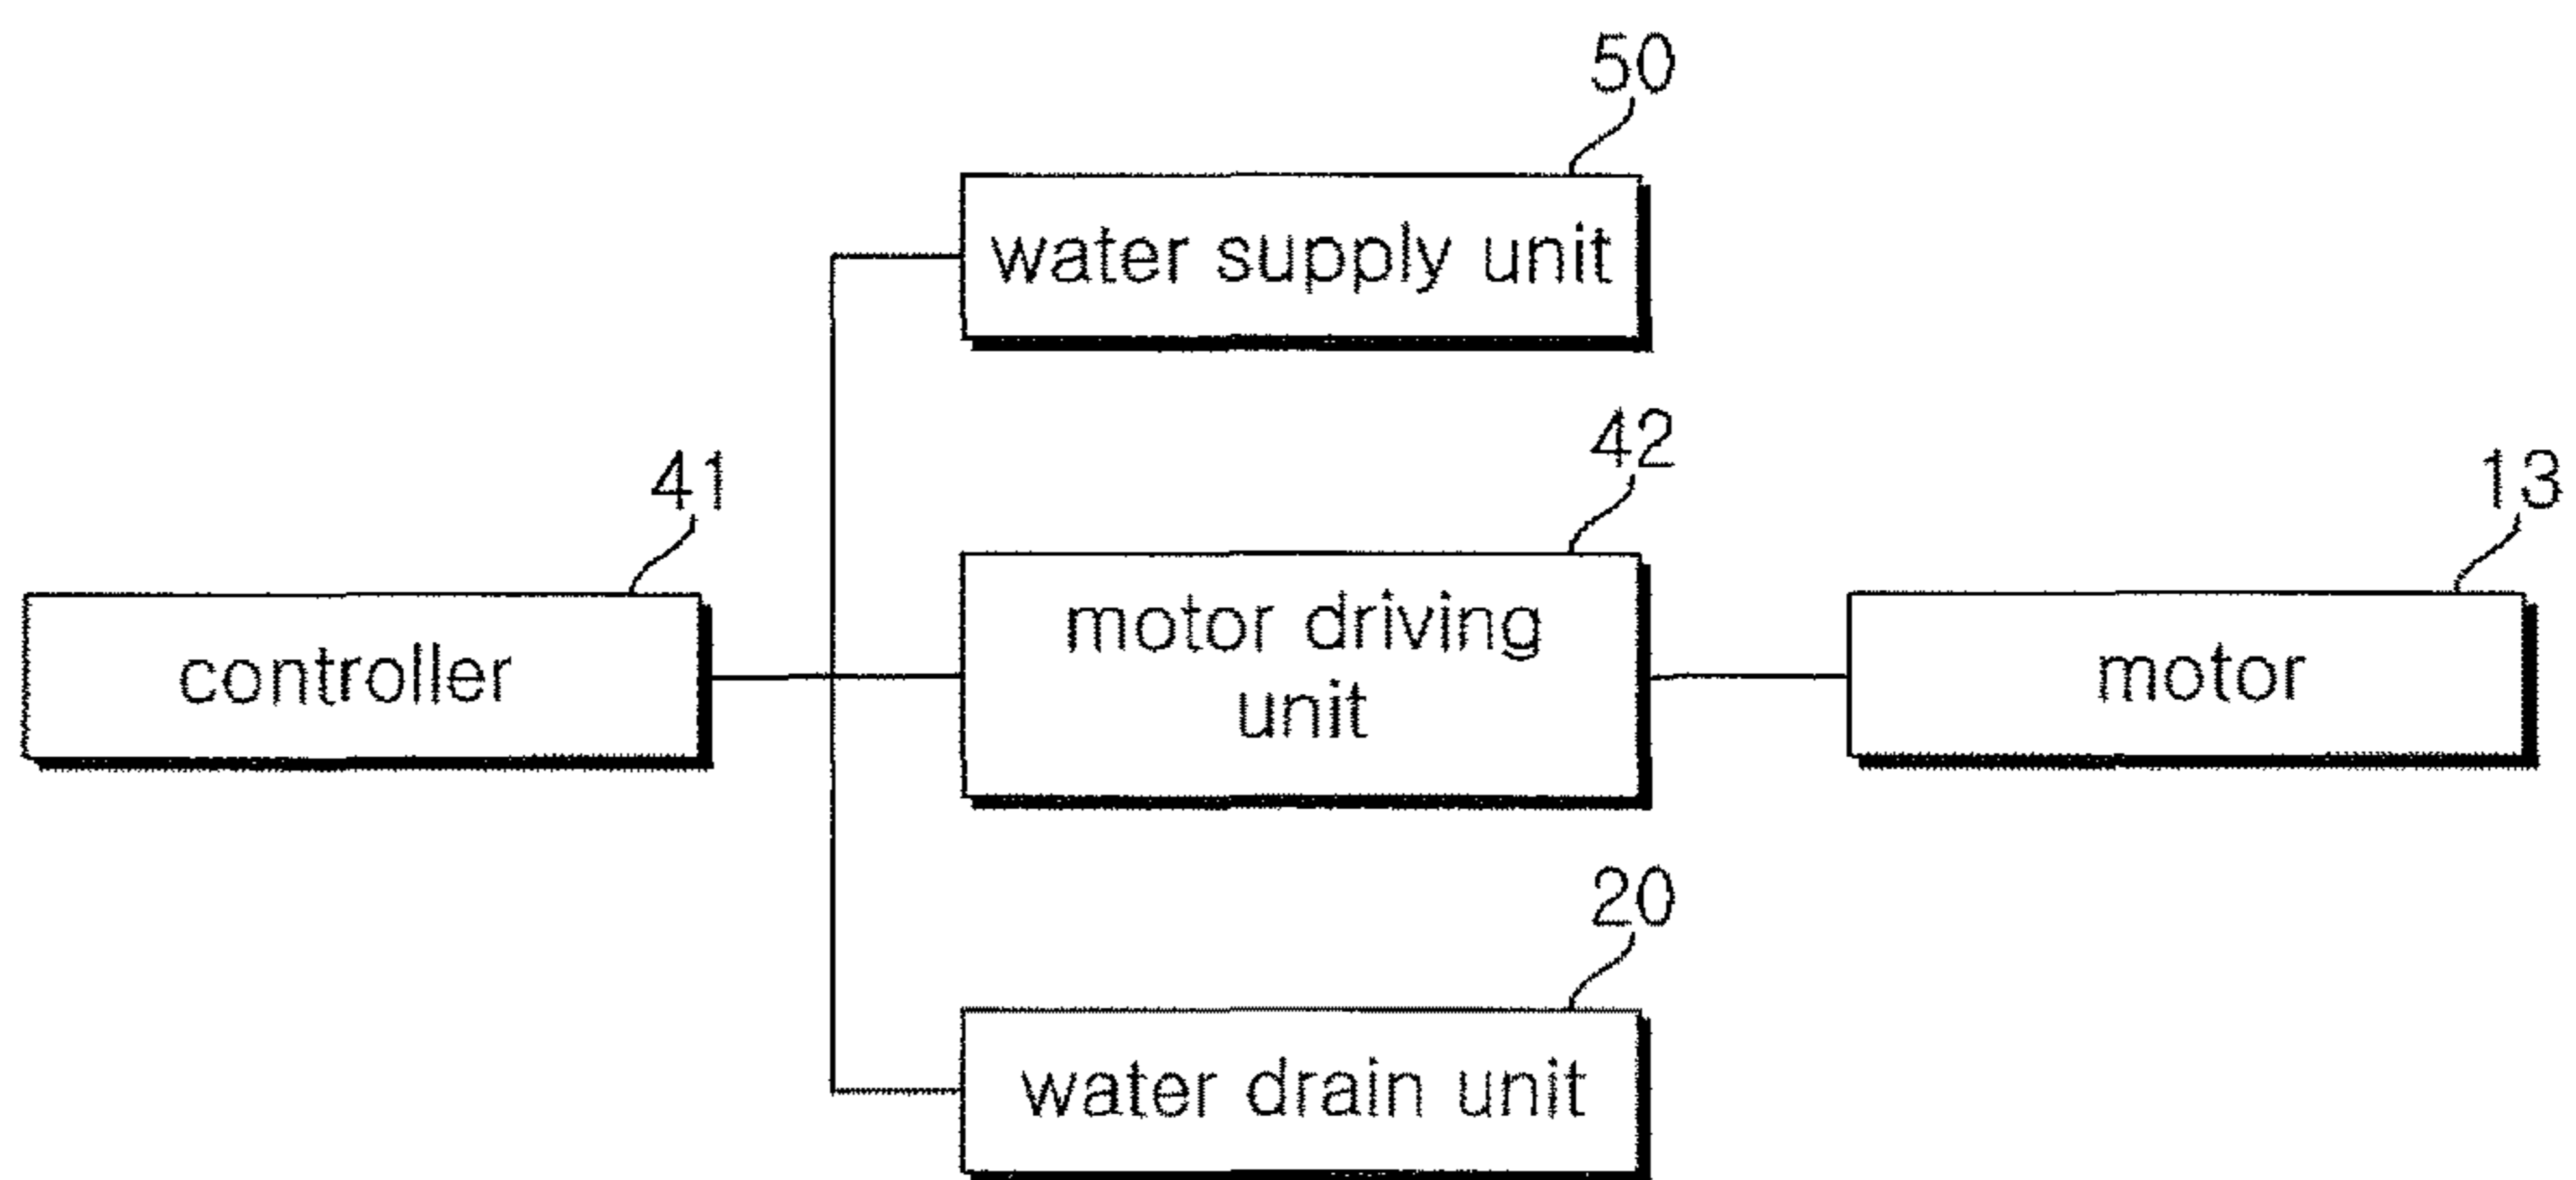 50
water supply unit
42
41
13
motor driving
unit
controller
motor
20
water drain unit